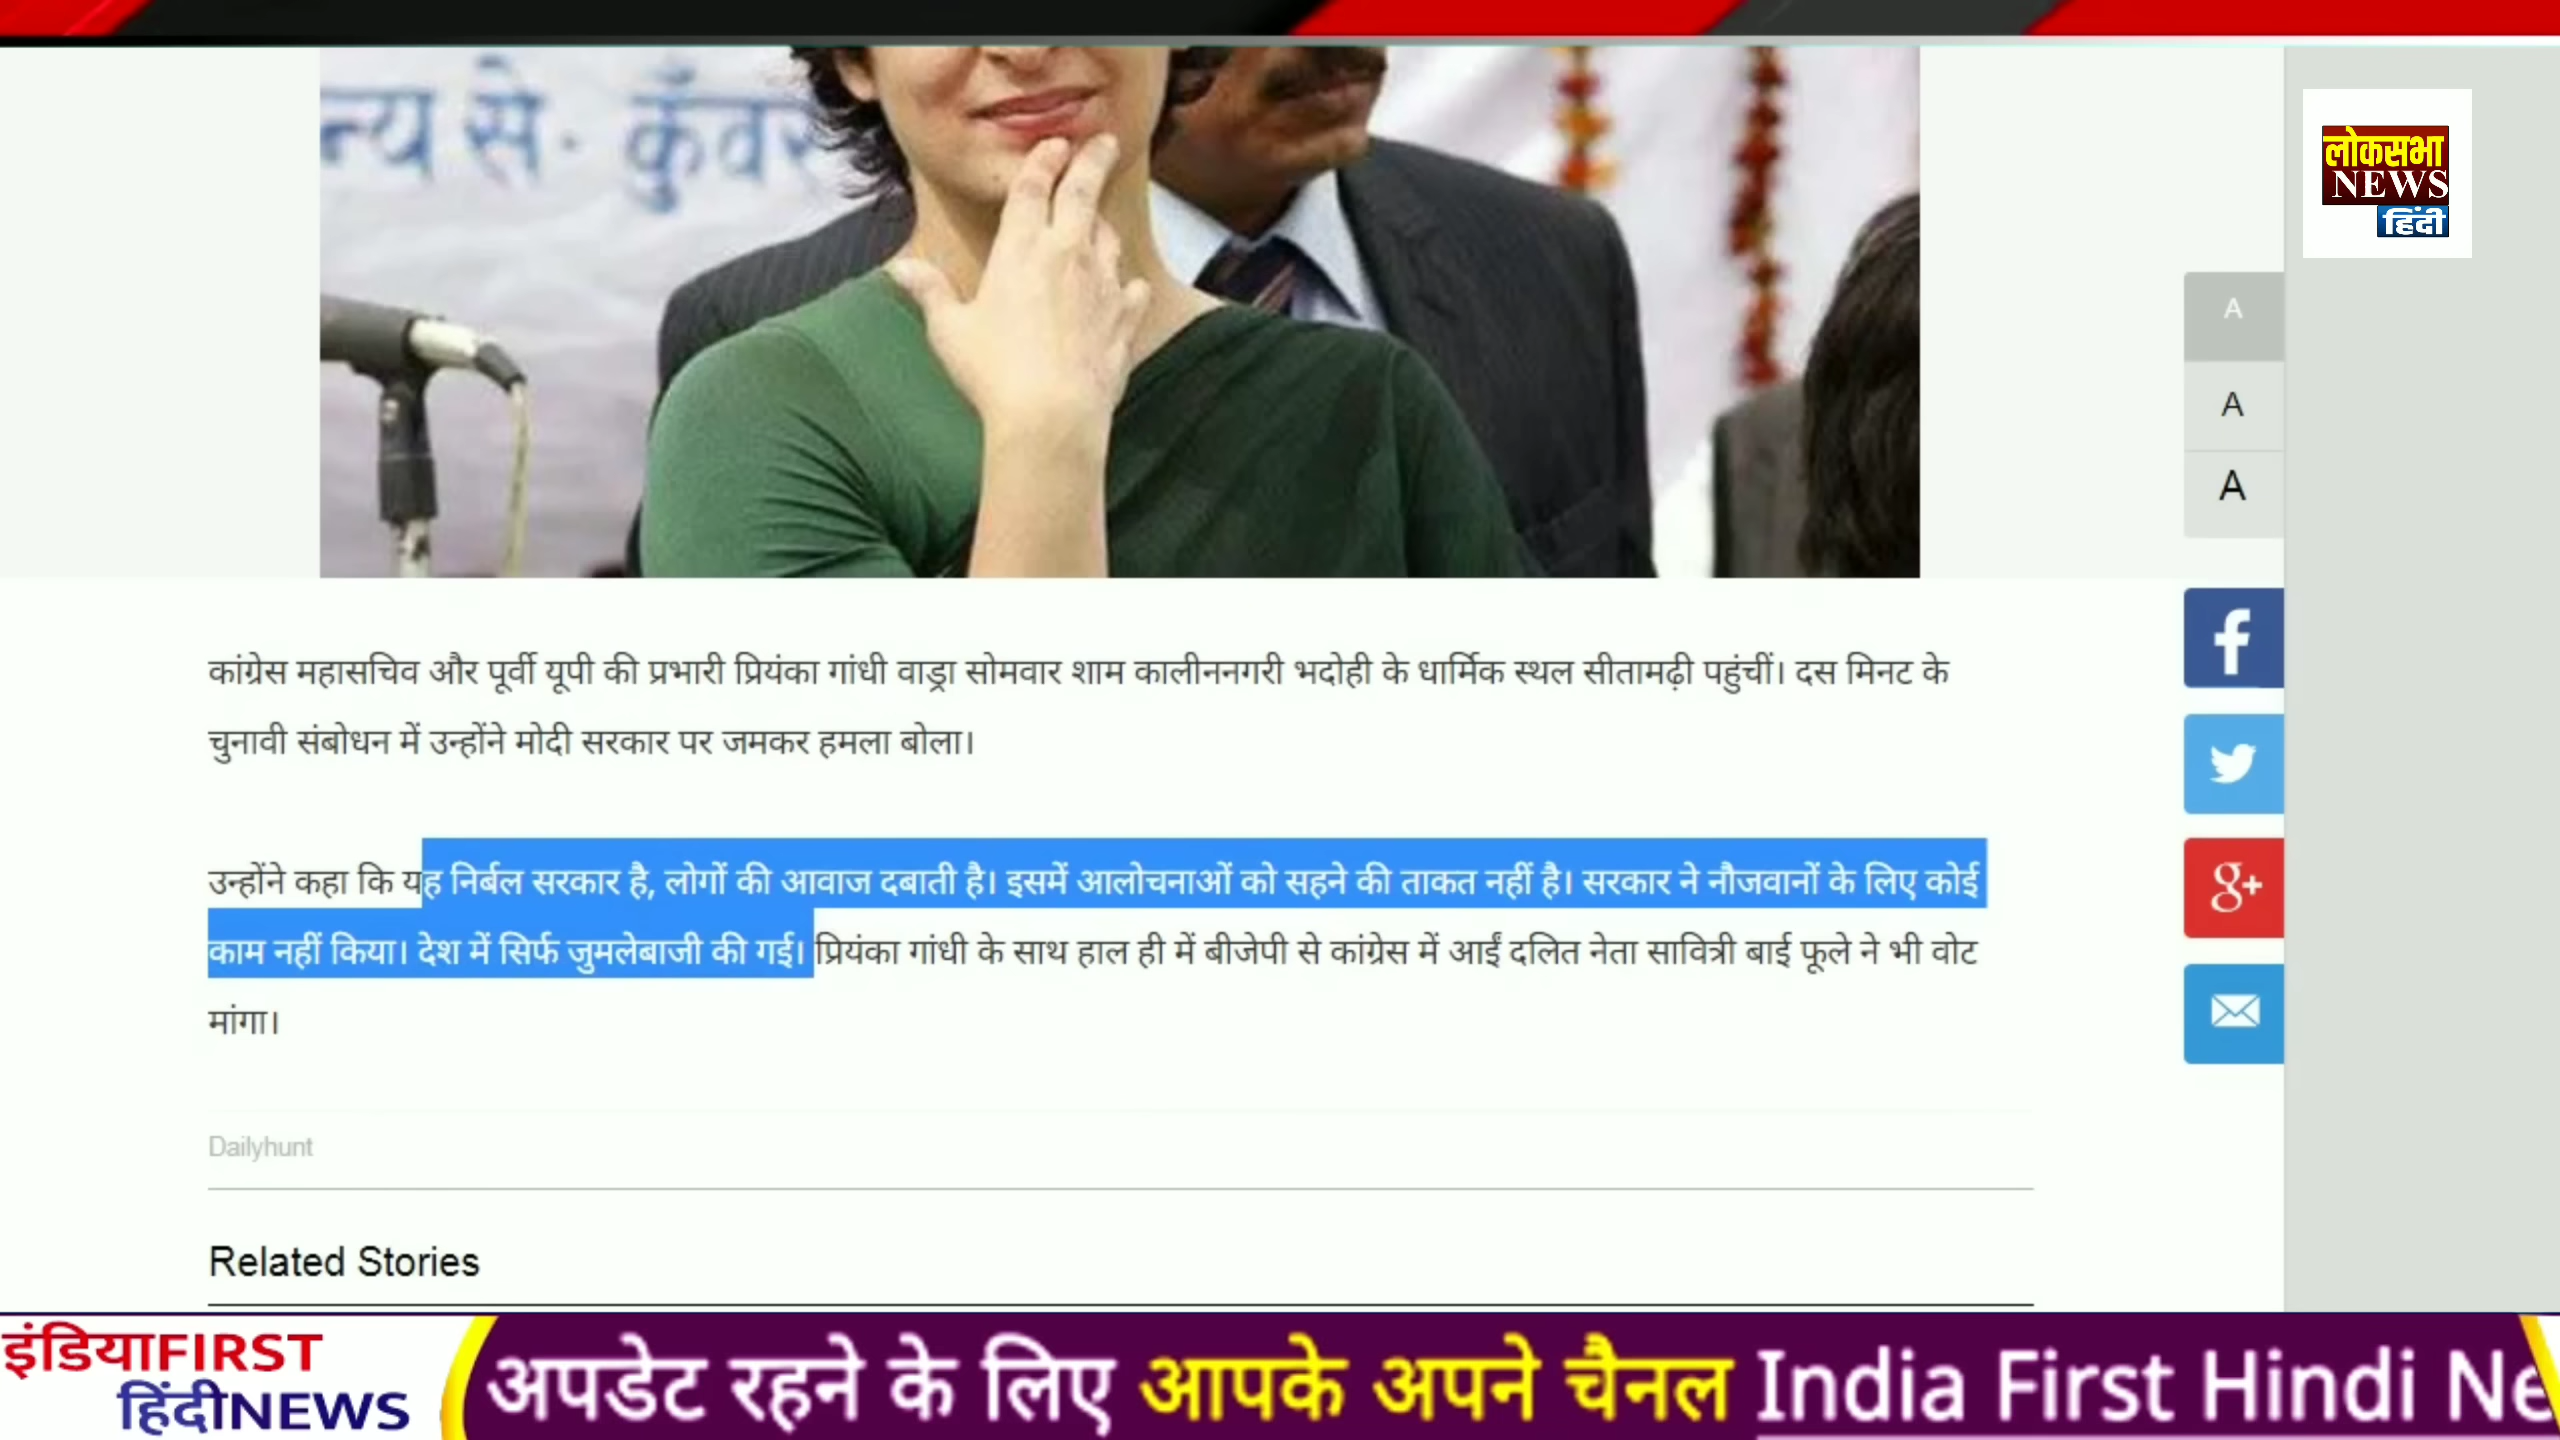 न्य से- कुँवर
लोकसभा
NEWS
हिंदी
A
A
A
कांग्रेस महासचिव और पूर्वी यूपी की प्रभारी प्रियंका गांधी वाड्रा सोमवार शाम कालीननगरी भदोही के धार्मिक स्थल सीतामढ़ी पहुंचीं। दस मिनट के
चुनावी संबोधन में उन्होंने मोदी सरकार पर जमकर हमला बोला।
उन्होंने कहा कि यह निर्बल सरकार है, लोगों की आवाज दबाती है। इसमें आलोचनाओं को सहने की ताकत नहीं है। सरकार ने नौजवानों के लिए कोई
काम नहीं किया। देश में सिर्फ जुमलेबाजी की गई। प्रियंका गांधी के साथ हाल ही में बीजेपी से कांग्रेस में आईं दलित नेता सावित्री बाई फूले ने भी वोट
मांगा।
Dailyhunt
Related Stories
इंडियाFIRST
हिंदीNEWS
अपडेट रहने के लिए आपके अपने चैनल India First Hindi Ne